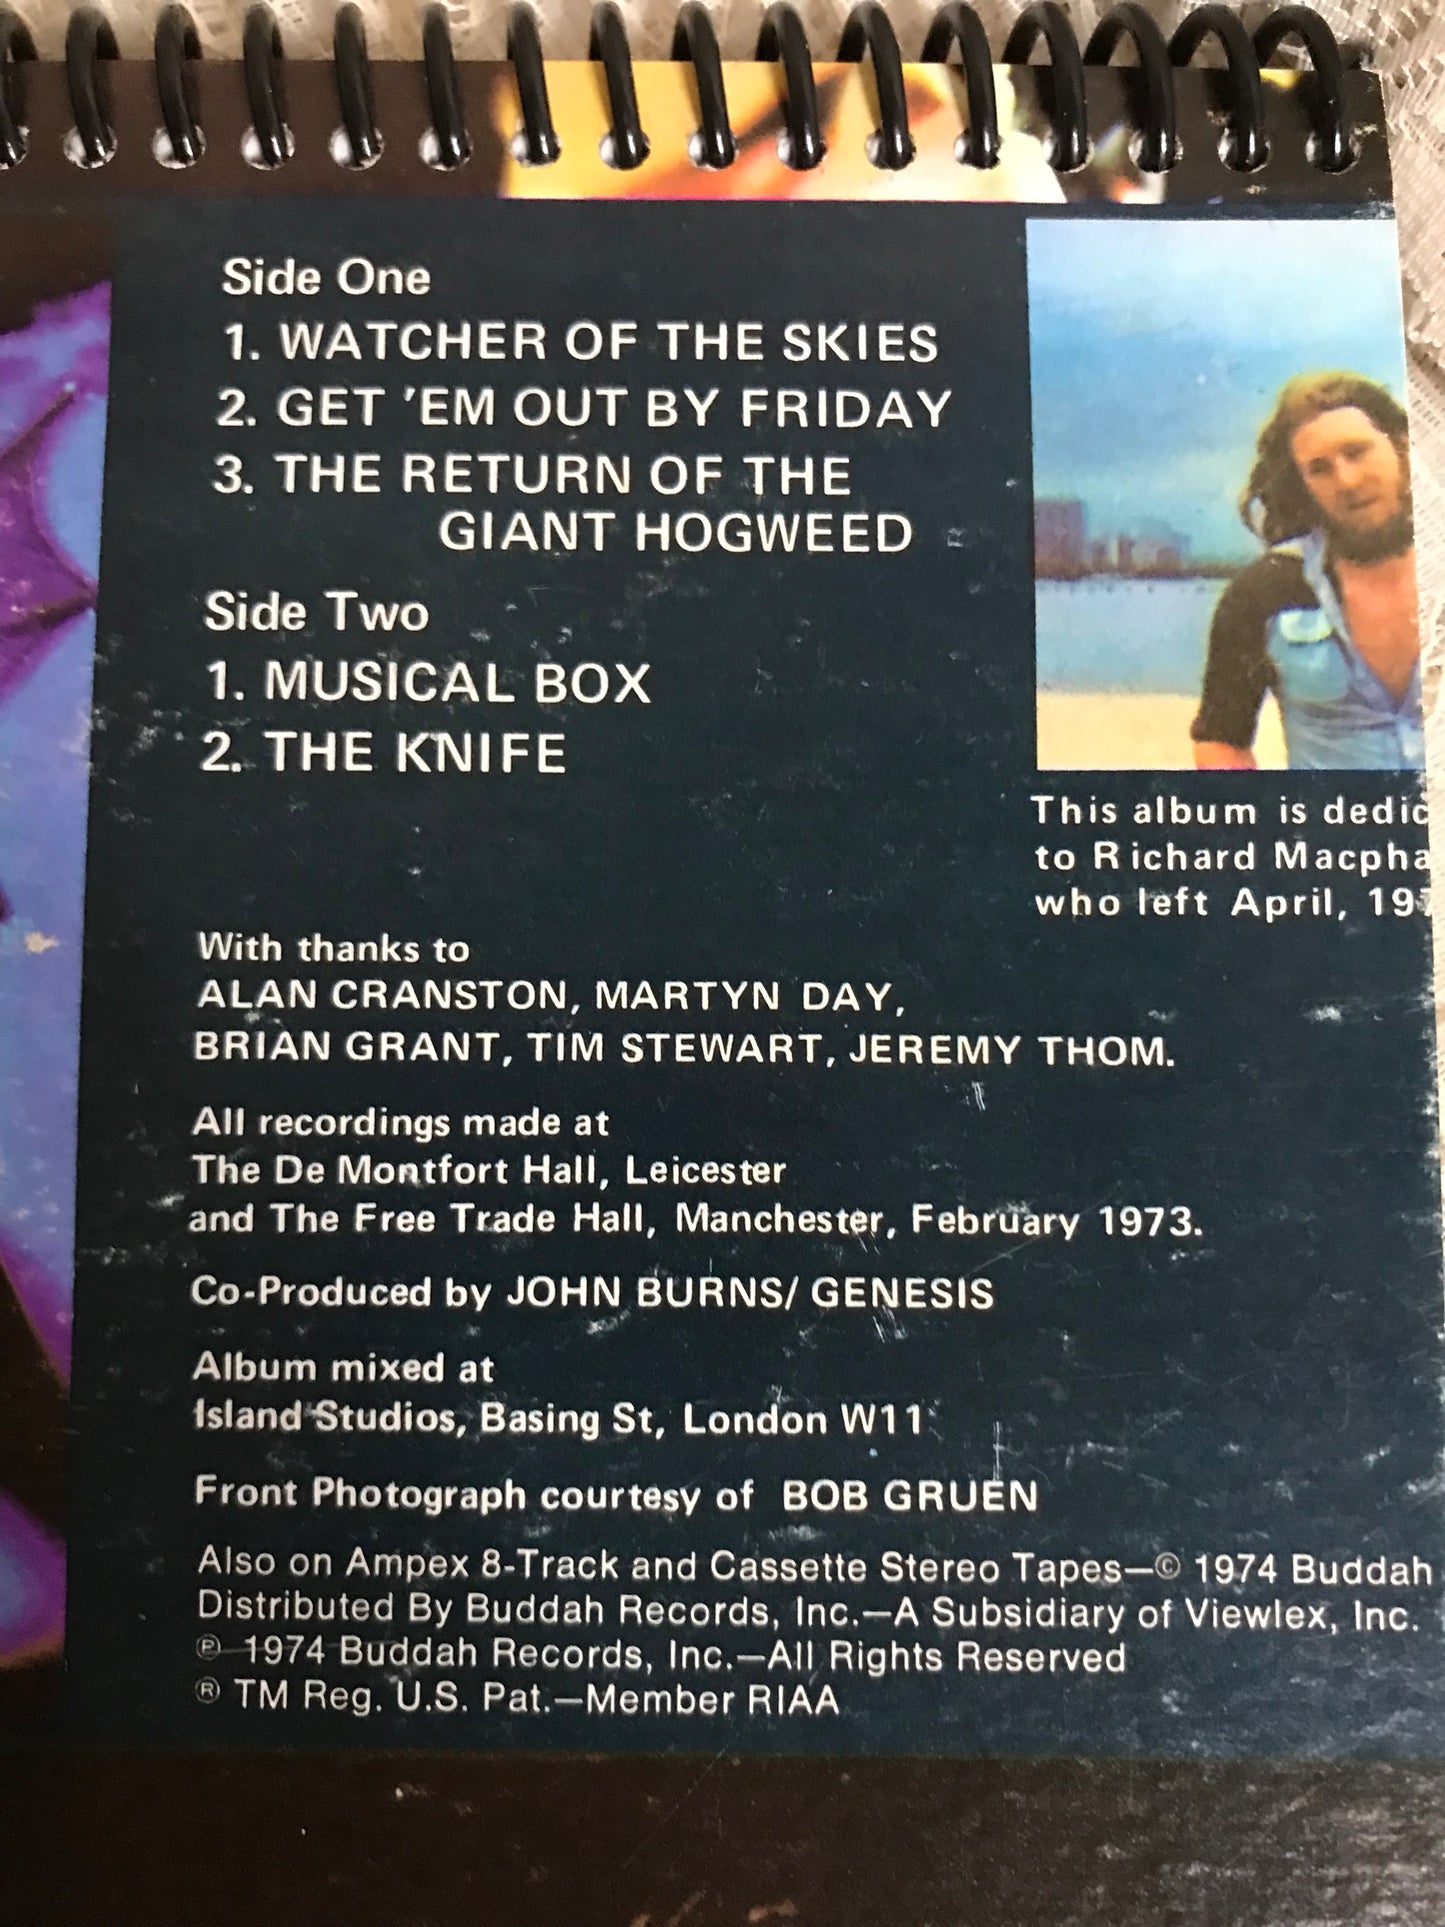 Side One
1. WATCHER OF THE SKIES
2. GET 'EM OUT BY FRIDAY
3. THE RETURN OF THE
GIANT HOGWEED
Side Two
1. MUSICAL BOX
2. THE KNIFE
This album is dedic
to Richard Macpha
who left April, 197
With thanks to
ALAN CRANSTON, MARTYN DAY,
BRIAN GRANT, TIM STEWART, JEREMY THOM.
All recordings made at
The De Montfort Hall, Leicester
and The Free Trade Hall, Manchester, February 1973.
Co-Produced by JOHN BURNS/ GENESIS
Album mixed at
Island Studios, Basing St, London W11
Front Photograph courtesy of BOB GRUEN
Also on Ampex 8-Track and Cassette Stereo Tapes—© 1974 Buddah
Distributed By Buddah Records, Inc.—A Subsidiary of Viewlex, Inc.
℗ 1974 Buddah Records, Inc.—All Rights Reserved
® TM Reg. U.S. Pat.—Member RIAA